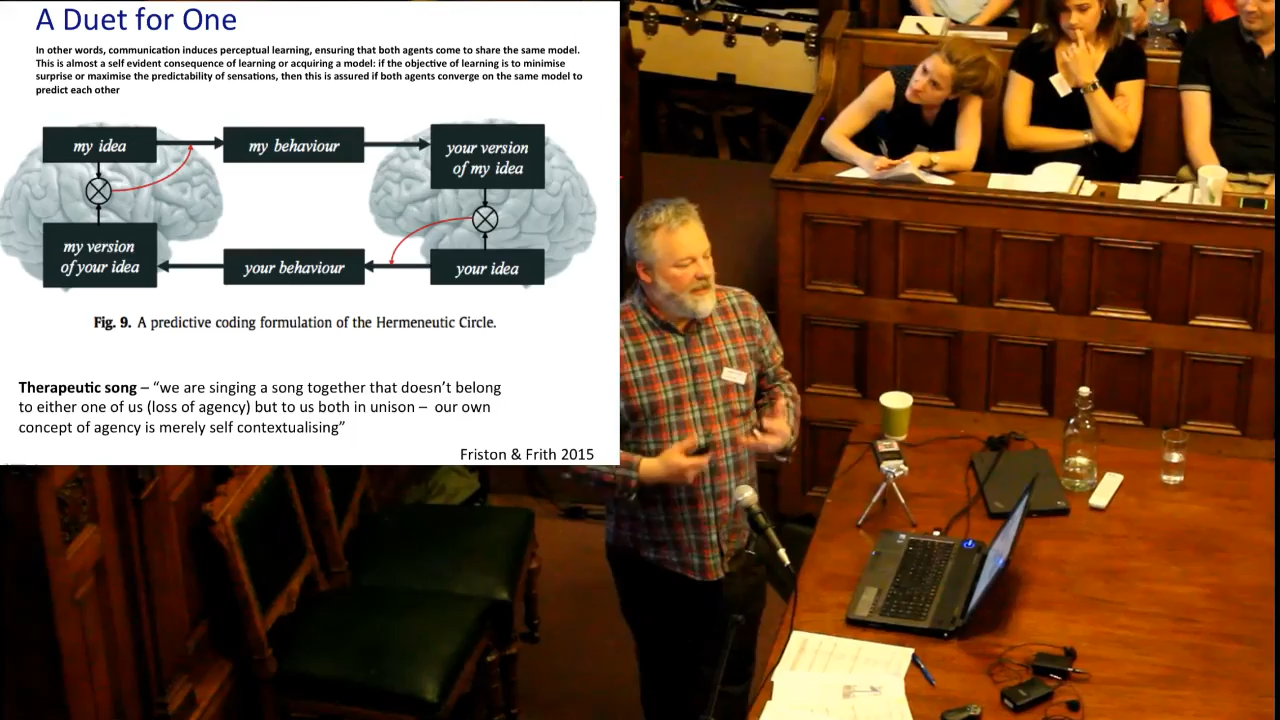 A Duet for One
In other words, communication induces perceptual learning, ensuring that both agents come to share the same model.
This is almost a self evident consequence of learning or acquiring a model: if the objective of learning is to minimise
surprise or maximise the predictability of sensations, then this is assured if both agents converge on the same model to
predict each other
my idea
my behaviour
your version
of my idea
my version
of your idea
your behaviour
your idea
Fig. 9. A predictive coding formulation of the Hermeneutic Circle.
Therapeutic song – “we are singing a song together that doesn’t belong
to either one of us (loss of agency) but to us both in unison – our own
concept of agency is merely self contextualising”
Friston & Frith 2015